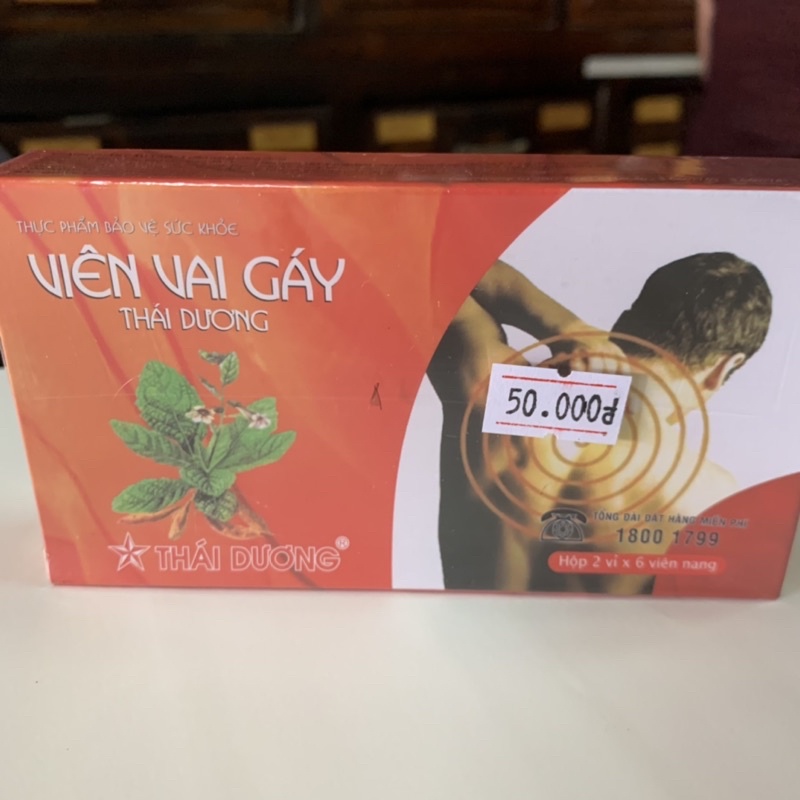 THỰC PHẨM BẢO VỆ SỨC KHỎE
VIÊN VAI GÁY
THÁI DƯƠNG
50.000đ
TỔNG ĐÀI ĐẶT HÀNG MIỄN PHÍ
1800 1799
Hộp 2 vỉ x 6 viên nang
THÁI DƯƠNG®